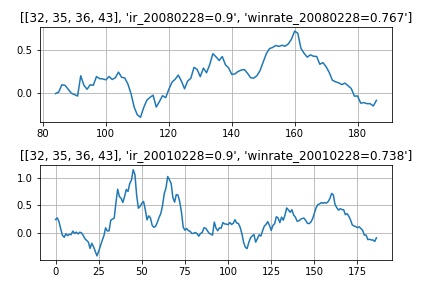 [[32, 35, 36, 43], 'ir_20080228=0.9', 'winrate_20080228=0.767']
0.5
0.0
80 100 120 140 160 180
[[32, 35, 36, 43], 'ir_20010228=0.9', 'winrate_20010228=0.738']
1.0
0.5
0.0
0 25 50 75 100 125 150 175